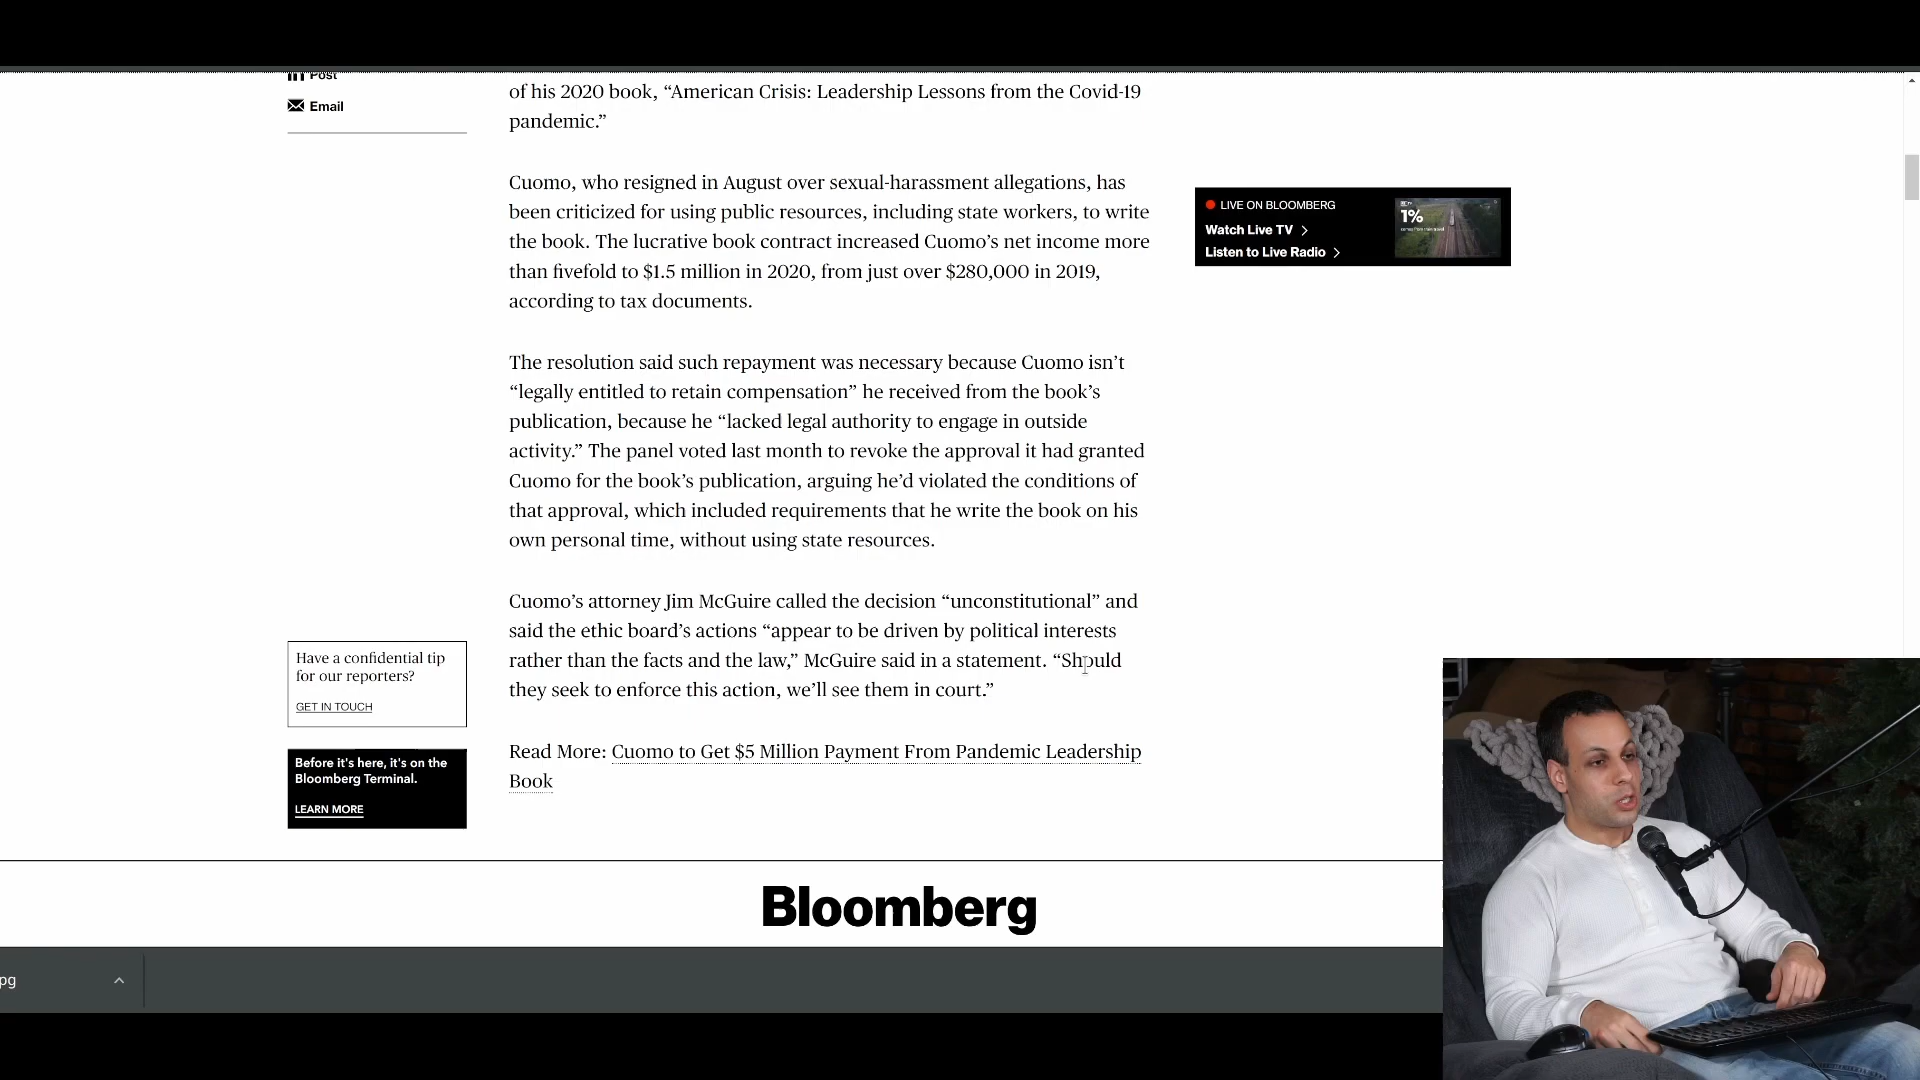 Post
Email
of his 2020 book, “American Crisis: Leadership Lessons from the Covid-19
pandemic.”
Cuomo, who resigned in August over sexual-harassment allegations, has
been criticized for using public resources, including state workers, to write
the book. The lucrative book contract increased Cuomo’s net income more
than fivefold to $1.5 million in 2020, from just over $280,000 in 2019,
according to tax documents.
The resolution said such repayment was necessary because Cuomo isn’t
“legally entitled to retain compensation” he received from the book’s
publication, because he “lacked legal authority to engage in outside
activity.” The panel voted last month to revoke the approval it had granted
Cuomo for the book’s publication, arguing he’d violated the conditions of
that approval, which included requirements that he write the book on his
own personal time, without using state resources.
Cuomo’s attorney Jim McGuire called the decision “unconstitutional” and
said the ethic board’s actions “appear to be driven by political interests
rather than the facts and the law,” McGuire said in a statement. “Should
they seek to enforce this action, we’ll see them in court.”
Read More: Cuomo to Get $5 Million Payment From Pandemic Leadership
Book
LIVE ON BLOOMBERG
Watch Live TV
Listen to Live Radio
1%
Have a confidential tip
for our reporters?
GET IN TOUCH
Before it's here, it's on the
Bloomberg Terminal.
LEARN MORE
Bloomberg
pg